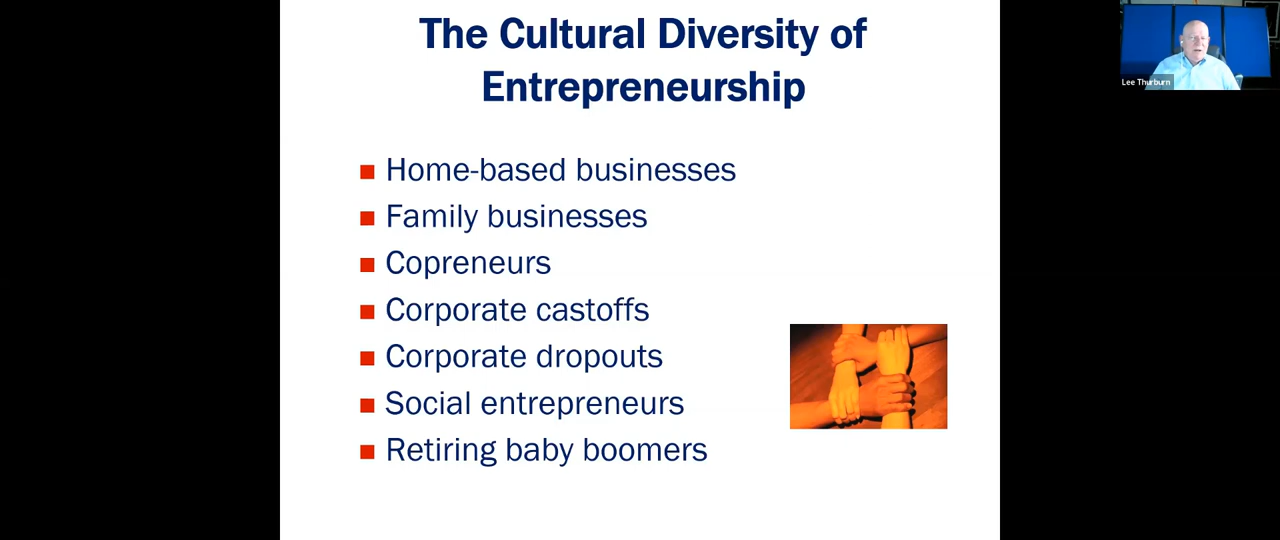 The Cultural Diversity of
Entrepreneurship
Home-based businesses
Family businesses
Copreneurs
Corporate castoffs
Corporate dropouts
Social entrepreneurs
Retiring baby boomers
Lee Thurburn